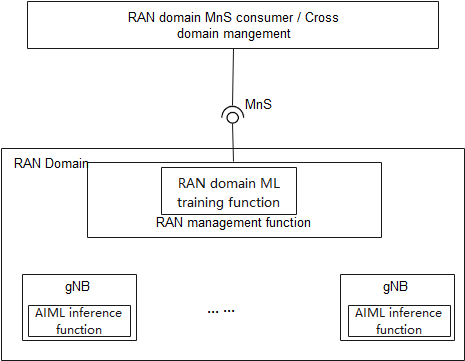 RAN domain MnS consumer / Cross
domain mangement
MnS
RAN Domain
RAN domain ML
training function
RAN management function
gNB
AIML inference
function
... ...
gNB
AIML inference
function